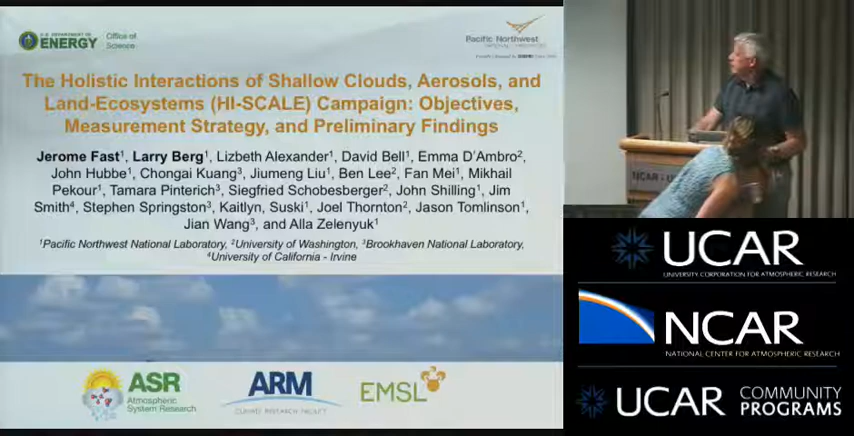 U.S. DEPARTMENT OF
ENERGY
Office of
Science
Pacific Northwest
The Holistic Interactions of Shallow Clouds, Aerosols, and
Land-Ecosystems (HI-SCALE) Campaign: Objectives,
Measurement Strategy, and Preliminary Findings
Jerome Fast¹, Larry Berg¹, Lizbeth Alexander¹, David Bell¹, Emma D'Ambro²,
John Hubbe¹, Chongai Kuang³, Jiumeng Liu¹, Ben Lee², Fan Mei¹, Mikhail
Pekour¹, Tamara Pinterich³, Siegfried Schobesberger², John Shilling¹, Jim
Smith⁴, Stephen Springston³, Kaitlyn, Suski¹, Joel Thornton², Jason Tomlinson¹,
Jian Wang³, and Alla Zelenyuk¹
¹Pacific Northwest National Laboratory, ²University of Washington, ³Brookhaven National Laboratory,
⁴University of California - Irvine
ASR
Atmospheric
System Research
ARM
CLIMATE RESEARCH FACILITY
EMSL
UCAR
UCAR
UNIVERSITY CORPORATION FOR ATMOSPHERIC RESEARCH
NCAR
NATIONAL CENTER FOR ATMOSPHERIC RESEARCH
UCAR
COMMUNITY
PROGRAMS